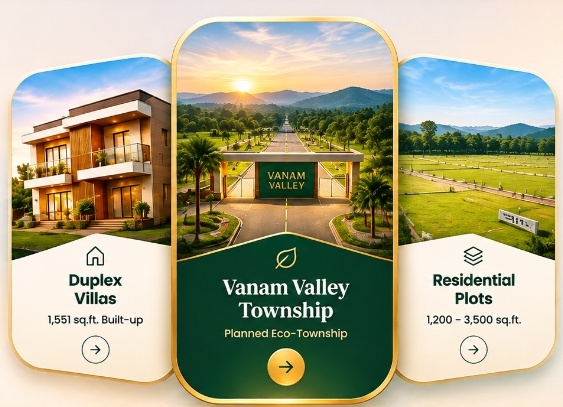 Duplex
Villas
1,551 sq.ft. Built-up
VANAM
VALLEY
Vanam Valley
Township
Planned Eco-Township
Residential
Plots
1,200 – 3,500 sq.ft.